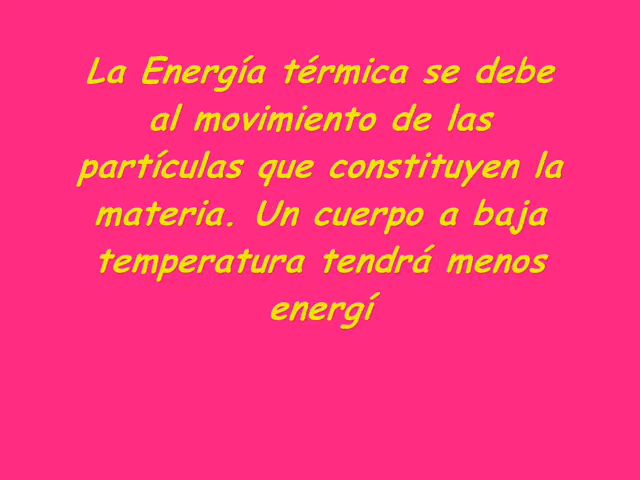 La Energía térmica se debe
al movimiento de las
partículas que constituyen la
materia. Un cuerpo a baja
temperatura tendrá menos
energí